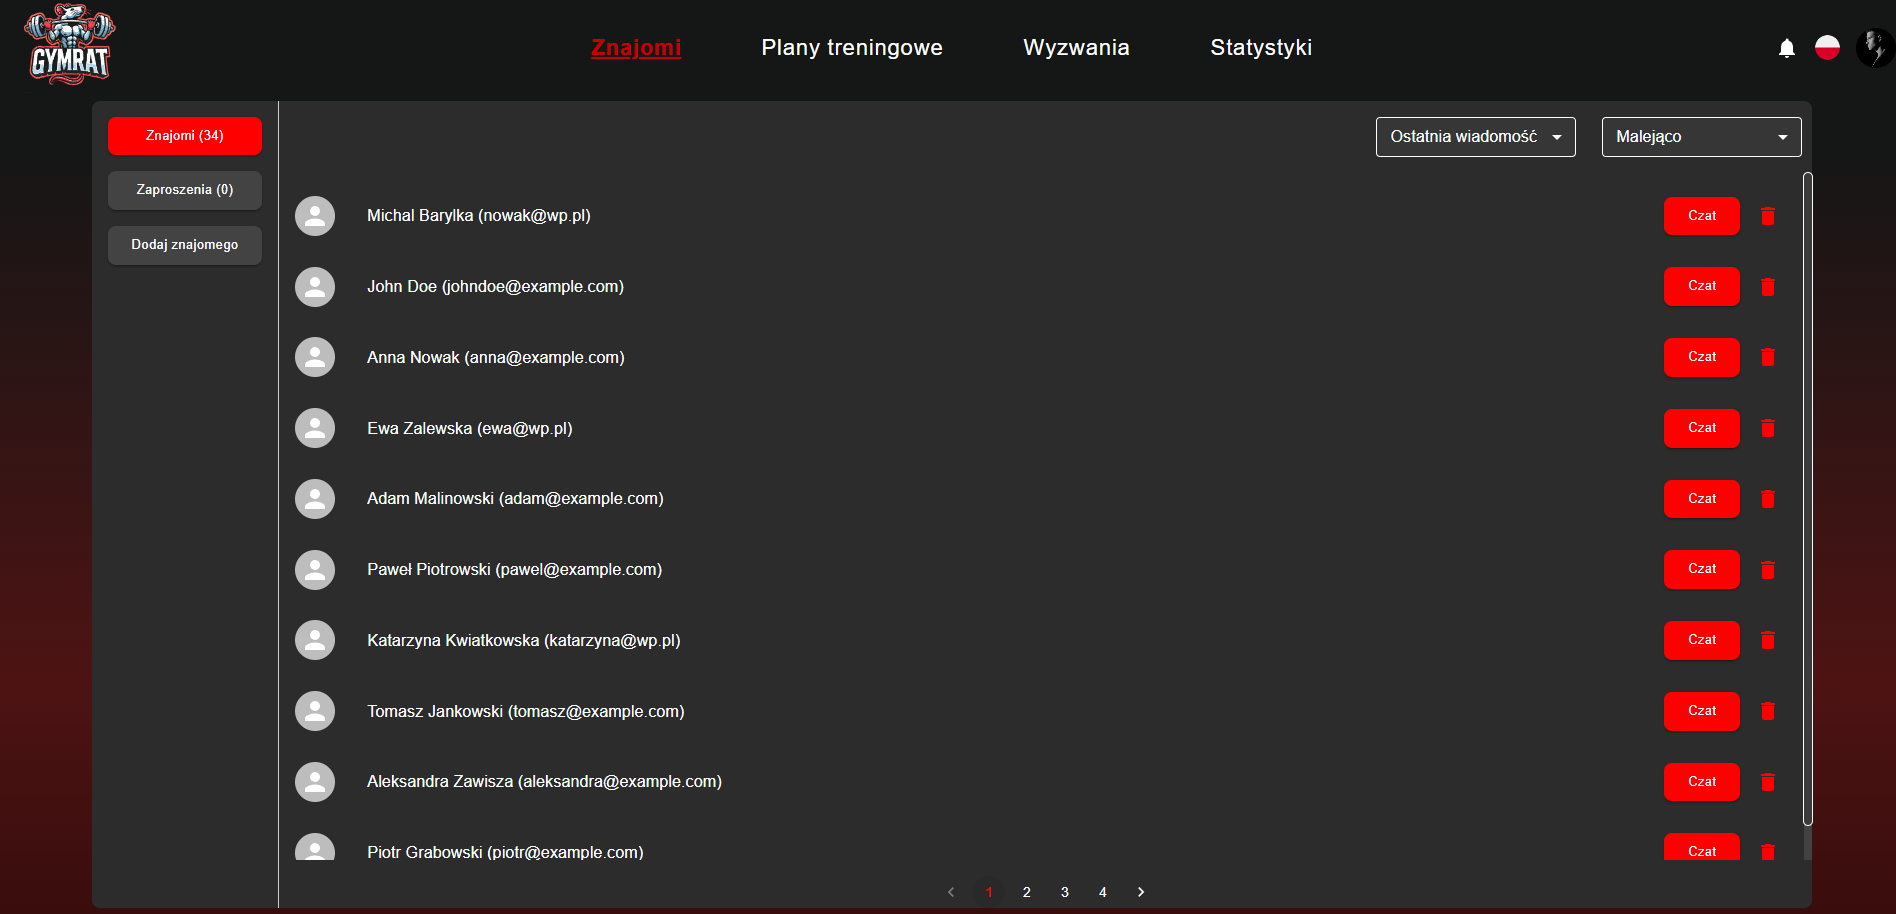 GYMRAT
Znajomi
Plany treningowe
Wyzwania
Statystyki
Znajomi (34)
Zaproszenia (0)
Dodaj znajomego
Ostatnia wiadomość
Malejąco
Michal Barylka (nowak@wp.pl)
Czat
John Doe (johndoe@example.com)
Czat
Anna Nowak (anna@example.com)
Czat
Ewa Zalewska (ewa@wp.pl)
Czat
Adam Malinowski (adam@example.com)
Czat
Paweł Piotrowski (pawel@example.com)
Czat
Katarzyna Kwiatkowska (katarzyna@wp.pl)
Czat
Tomasz Jankowski (tomasz@example.com)
Czat
Aleksandra Zawisza (aleksandra@example.com)
Czat
Piotr Grabowski (piotr@example.com)
Czat
1 2 3 4